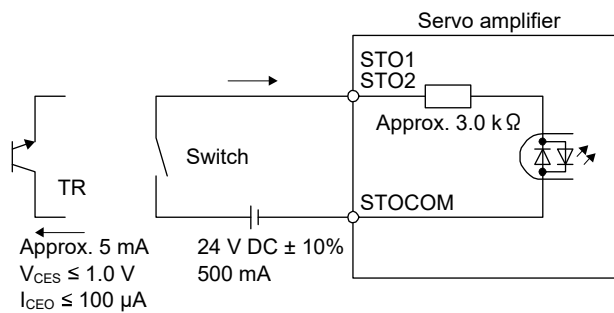 Servo amplifier
STO1
STO2
Approx. 3.0 kΩ
Switch
TR
STOCOM
Approx. 5 mA
VCES ≤ 1.0 V
ICEO ≤ 100 μA
24 V DC ± 10%
500 mA